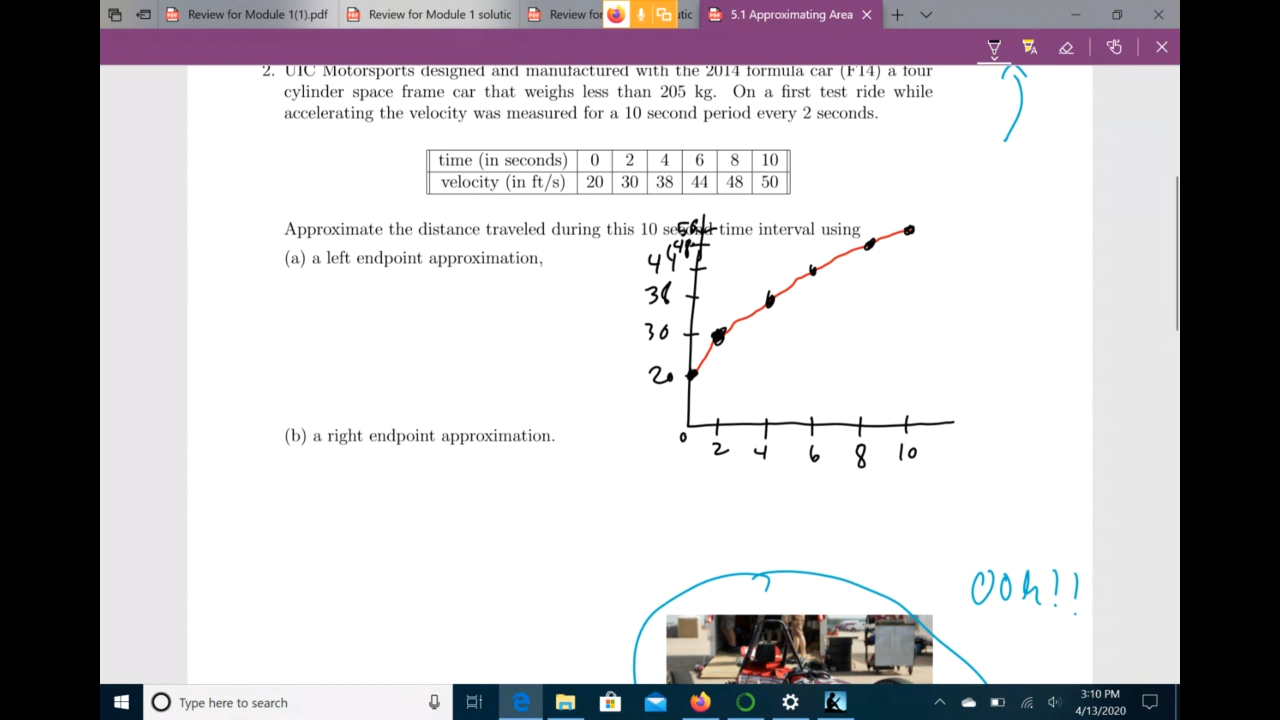 Review for Module 1(1).pdf
Review for Module 1 solutic
Review for
utic
5.1 Approximating Area
2. UIC Motorsports designed and manufactured with the 2014 formula car (F14) a four
cylinder space frame car that weighs less than 205 kg. On a first test ride while
accelerating the velocity was measured for a 10 second period every 2 seconds.
time (in seconds) 0 2 4 6 8 10
velocity (in ft/s) 20 30 38 44 48 50
Approximate the distance traveled during this 10 second time interval using
(a) a left endpoint approximation,
50
48
44
38
30
20
(b) a right endpoint approximation.
0 2 4 6 8 10
OOh!!
Type here to search
3:10 PM
4/13/2020